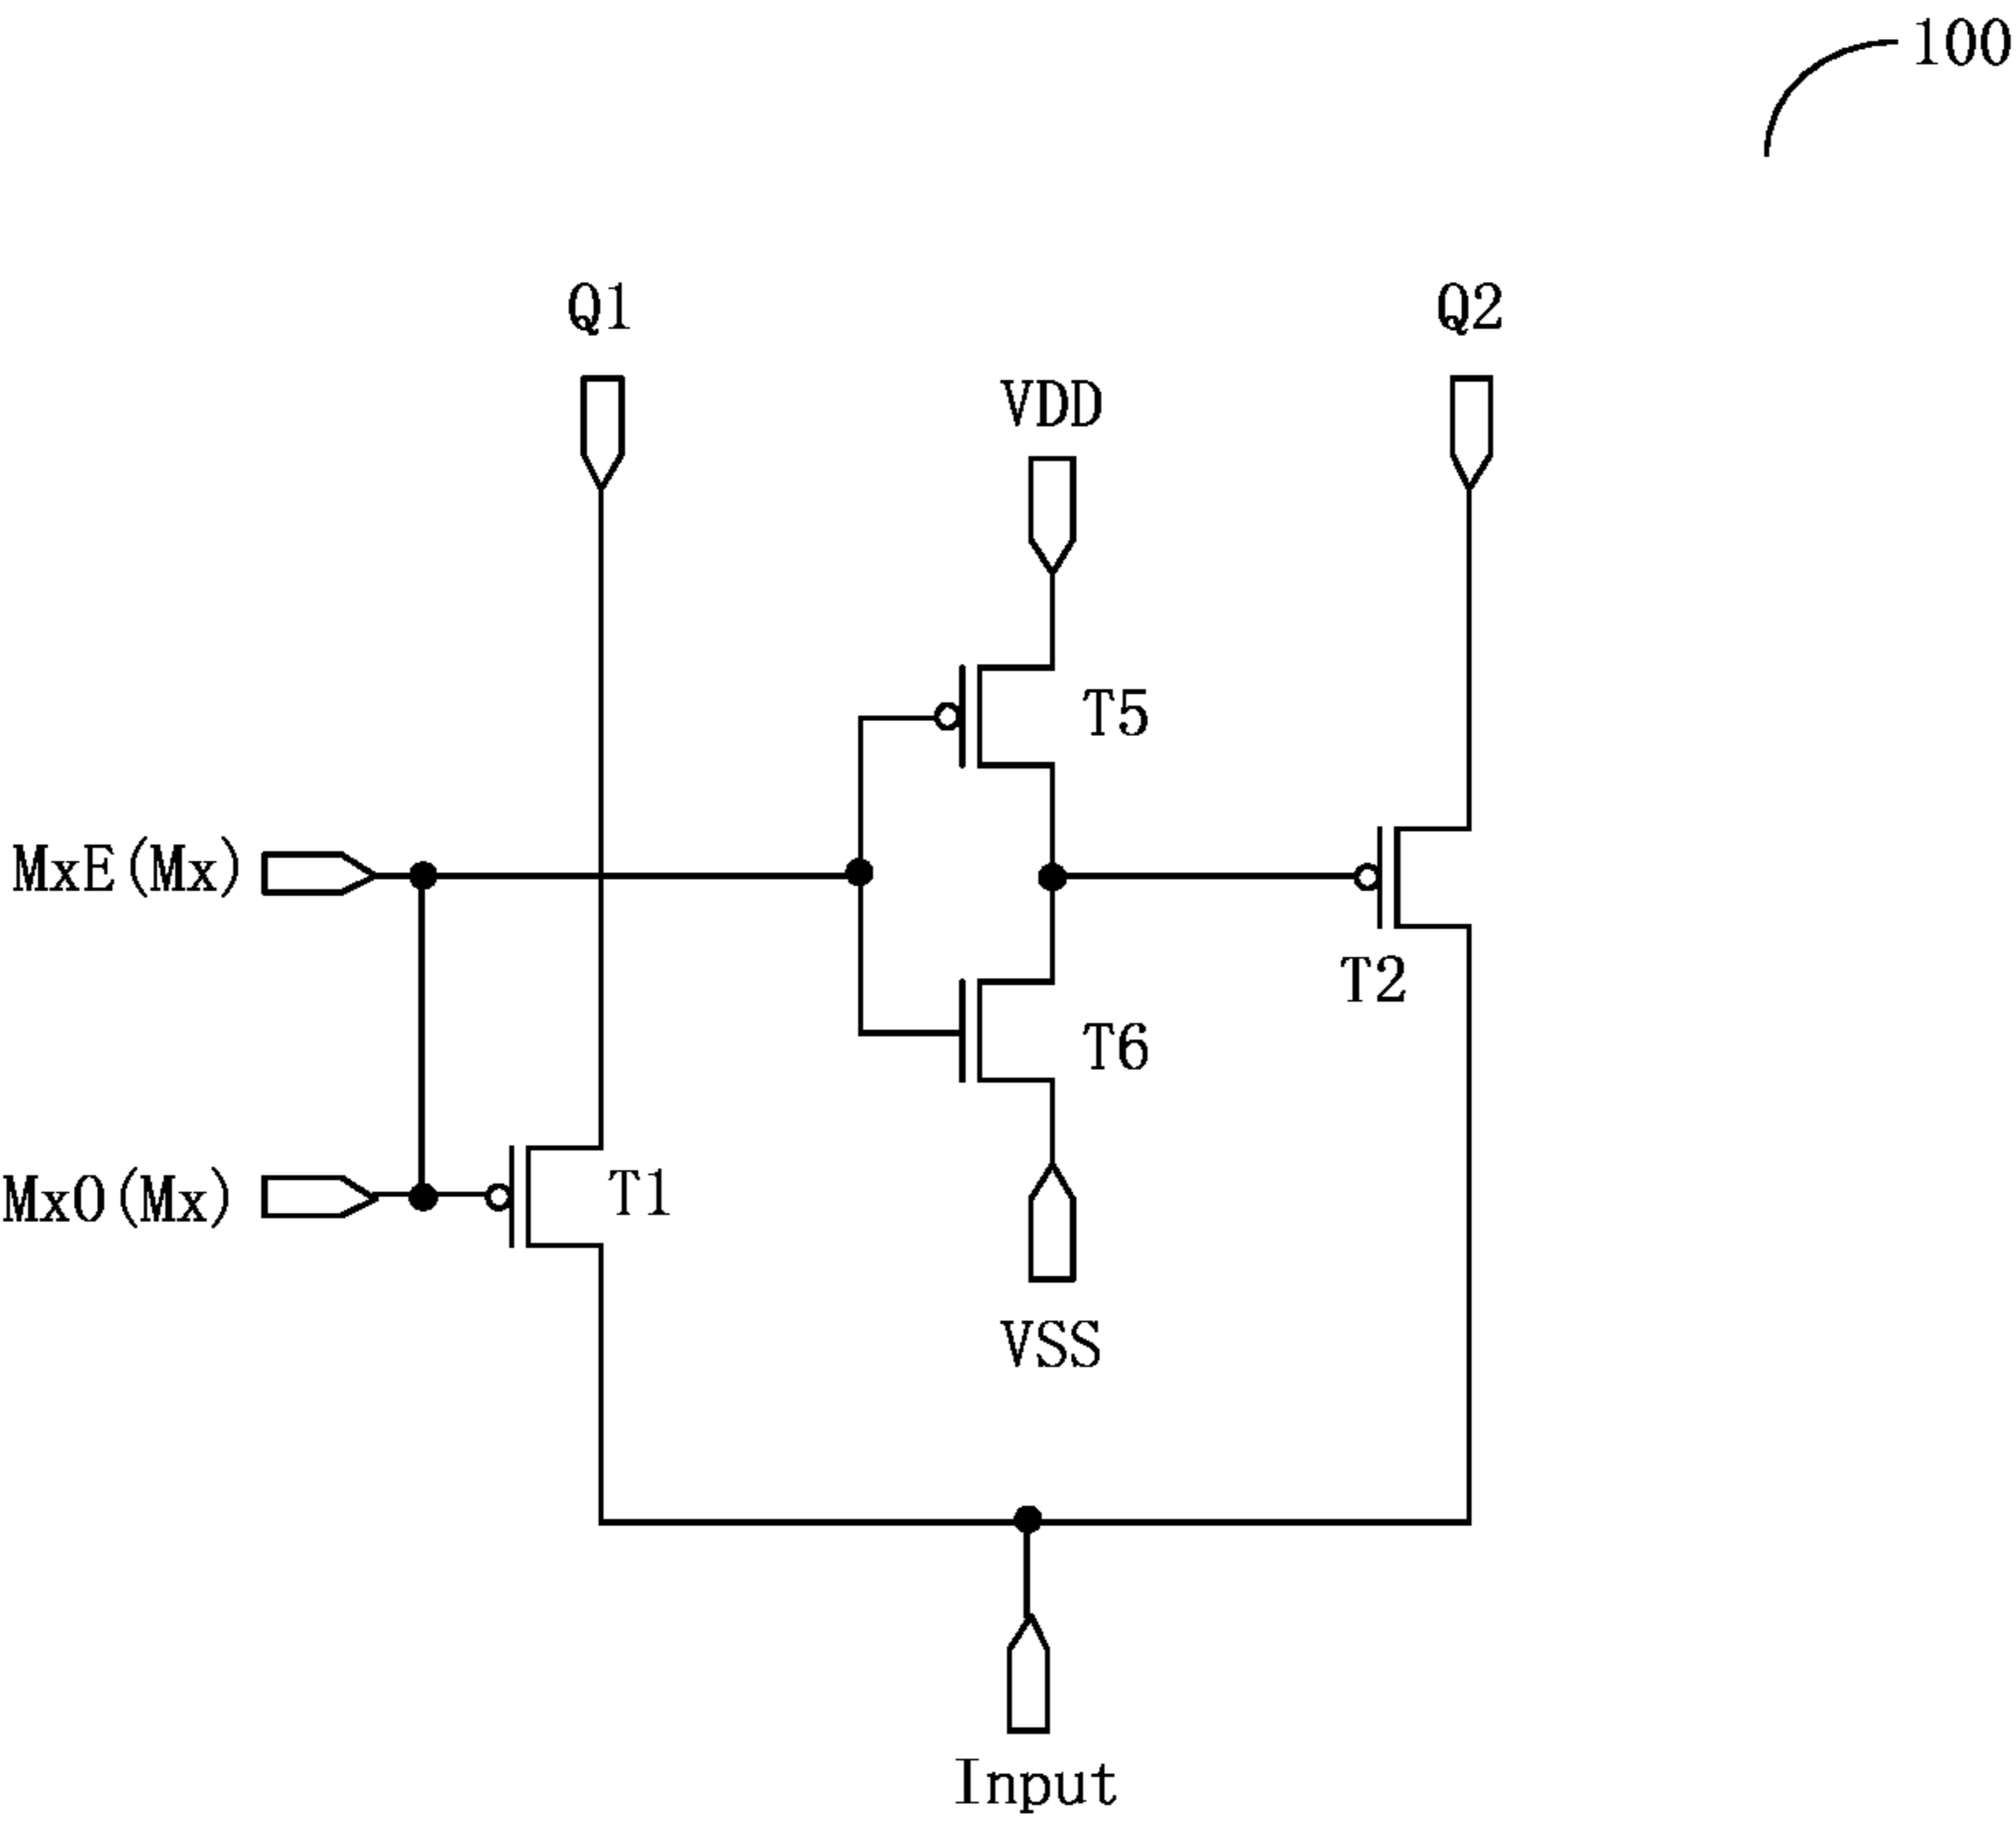 100
Q1
Q2
VDD
T5
MxE(Mx)
T2
T6
MxO(Mx)
T1
VSS
Input